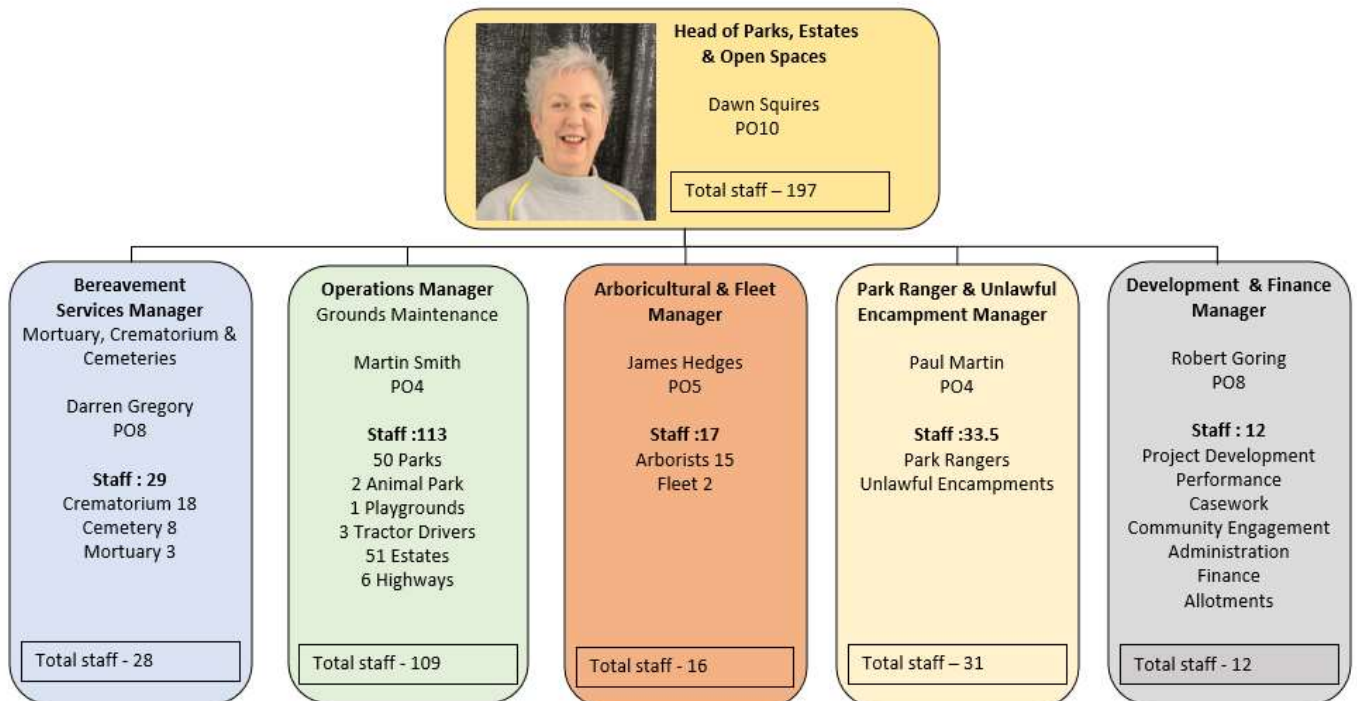 Head of Parks, Estates
& Open Spaces
Dawn Squires
PO10
Total staff – 197
Bereavement
Services Manager
Mortuary, Crematorium &
Cemeteries
Darren Gregory
PO8
Staff : 29
Crematorium 18
Cemetery 8
Mortuary 3
Total staff - 28
Operations Manager
Grounds Maintenance
Martin Smith
PO4
Staff :113
50 Parks
2 Animal Park
1 Playgrounds
3 Tractor Drivers
51 Estates
6 Highways
Total staff - 109
Arboricultural & Fleet
Manager
James Hedges
PO5
Staff :17
Arborists 15
Fleet 2
Total staff - 16
Park Ranger & Unlawful
Encampment Manager
Paul Martin
PO4
Staff :33.5
Park Rangers
Unlawful Encampments
Total staff – 31
Development & Finance
Manager
Robert Goring
PO8
Staff : 12
Project Development
Performance
Casework
Community Engagement
Administration
Finance
Allotments
Total staff - 12